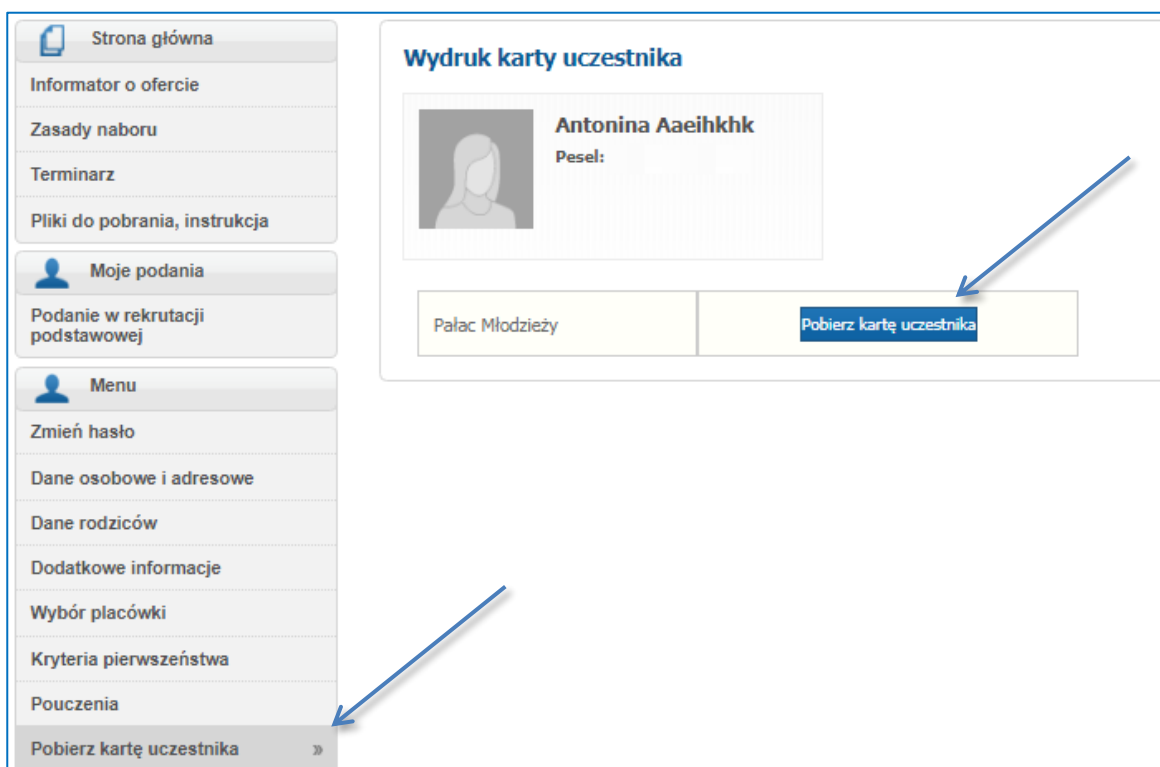 Strona główna
Informator o ofercie
Zasady naboru
Terminarz
Pliki do pobrania, instrukcja
Moje podania
Podanie w rekrutacji
podstawowej
Menu
Zmień hasło
Dane osobowe i adresowe
Dane rodziców
Dodatkowe informacje
Wybór placówki
Kryteria pierwszeństwa
Pouczenia
Pobierz kartę uczestnika »
Wydruk karty uczestnika
Antonina Aaeihkhk
Pesel:
Pałac Młodzieży
Pobierz kartę uczestnika